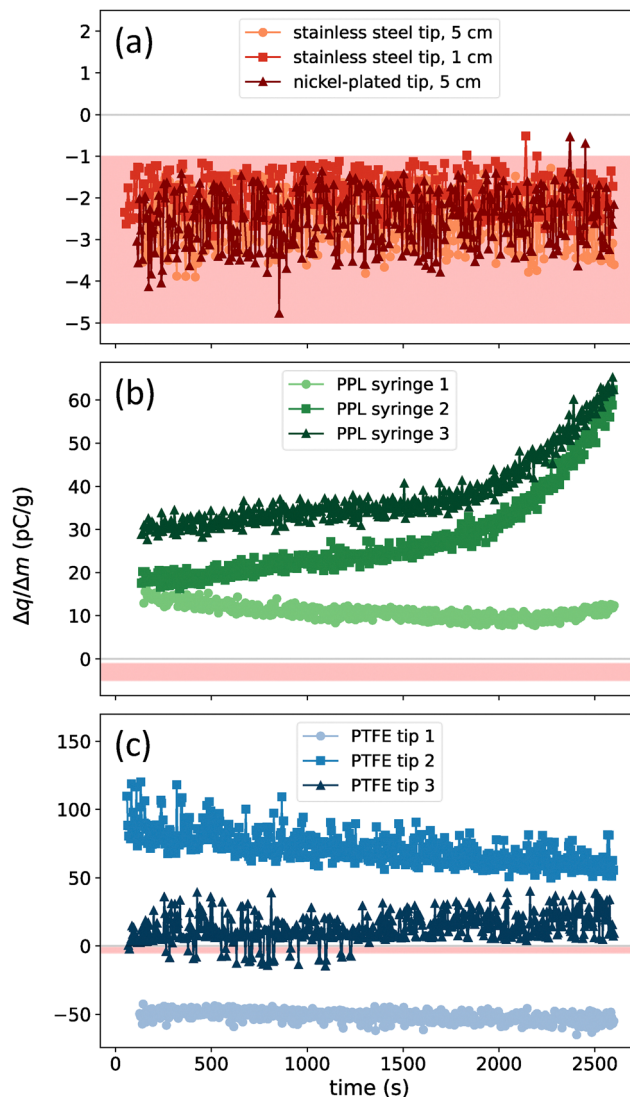 (a)
stainless steel tip, 5 cm
stainless steel tip, 1 cm
nickel-plated tip, 5 cm
2
1
0
−1
−2
−3
−4
−5
(b)
PPL syringe 1
PPL syringe 2
PPL syringe 3
60
50
40
30
20
10
0
Δq/Δm (pC/g)
(c)
PTFE tip 1
PTFE tip 2
PTFE tip 3
150
100
50
0
−50
0 500 1000 1500 2000 2500
time (s)